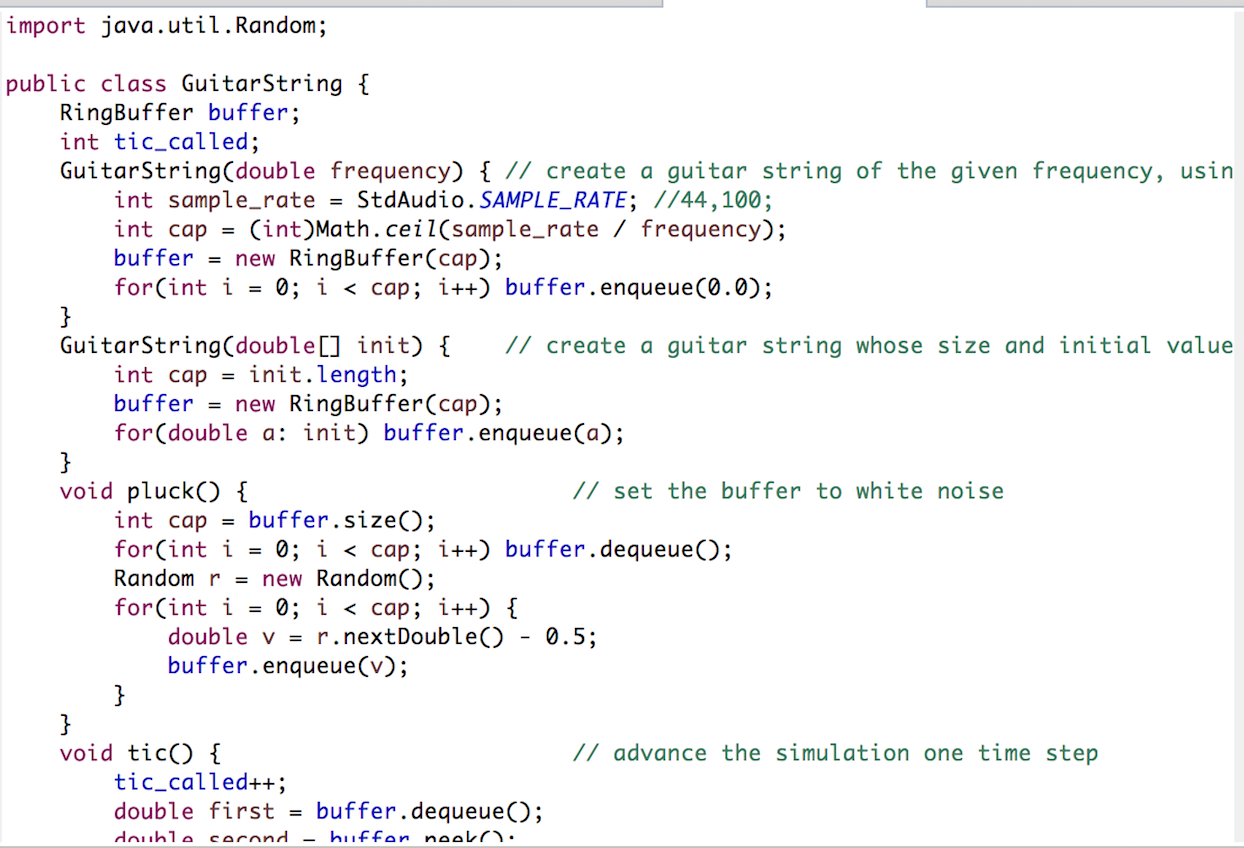 import java.util.Random;
public class GuitarString {
RingBuffer buffer;
int tic_called;
GuitarString(double frequency) { // create a guitar string of the given frequency, usin
int sample_rate = StdAudio.SAMPLE_RATE; //44,100;
int cap = (int)Math.ceil(sample_rate / frequency);
buffer = new RingBuffer(cap);
for(int i = 0; i < cap; i++) buffer.enqueue(0.0);
}
GuitarString(double[] init) { // create a guitar string whose size and initial value
int cap = init.length;
buffer = new RingBuffer(cap);
for(double a: init) buffer.enqueue(a);
}
void pluck() { // set the buffer to white noise
int cap = buffer.size();
for(int i = 0; i < cap; i++) buffer.dequeue();
Random r = new Random();
for(int i = 0; i < cap; i++) {
double v = r.nextDouble() - 0.5;
buffer.enqueue(v);
}
}
void tic() { // advance the simulation one time step
tic_called++;
double first = buffer.dequeue();
double second = buffer.peek();